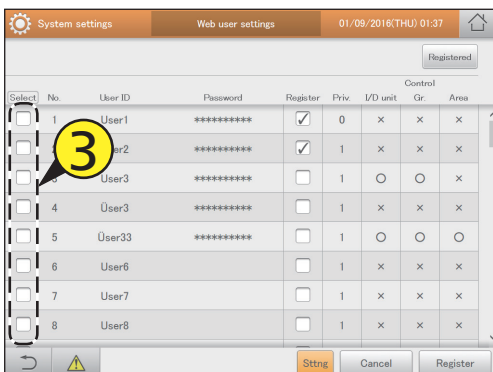 System settings Web user settings 01/09/2016(THU) 01:37
Registered
Control
Select No. User ID Password Register Priv. I/D unit Gr. Area
1 User1 ********** ✓ 0 × × ×
er2 ********** ✓ 1 × × ×
3
User3 ********** 1 ○ ○ ×
4 Üser3 ********** 1 × × ×
5 Üser33 ********** 1 ○ ○ ○
6 User6 1 × × ×
7 User7 1 × × ×
8 User8 1 × × ×
Sttng Cancel Register